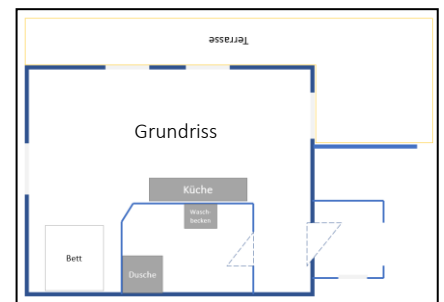 Terrasse
Grundriss
Küche
Wasch
becken
Bett
Dusche